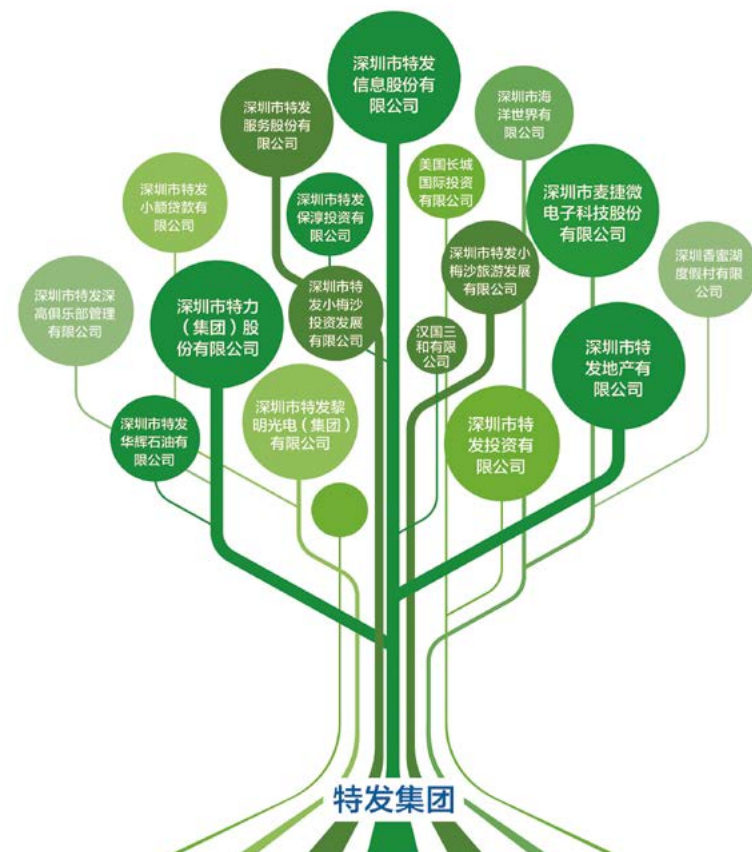 深圳市特发
信息股份有
限公司
深圳市特发
服务股份有
限公司
深圳市海
洋世界有
限公司
深圳市特发
小额贷款有
限公司
深圳市特发
保淳投资有
限公司
美国长城
国际投资
有限公司
深圳市麦捷微
电子科技股份
有限公司
深圳市特发小
梅沙旅游发展
有限公司
深圳香蜜湖
度假村有限
公司
深圳市特发深
高俱乐部管理
有限公司
深圳市特力
（集团）股
份有限公司
深圳市特
发小梅沙
投资发展
有限公司
汉国三
和有限
公司
深圳市特
发地产有
限公司
深圳市特发
华辉石油有
限公司
深圳市特发黎
明光电（集团）
有限公司
深圳市特
发投资有
限公司
特发集团